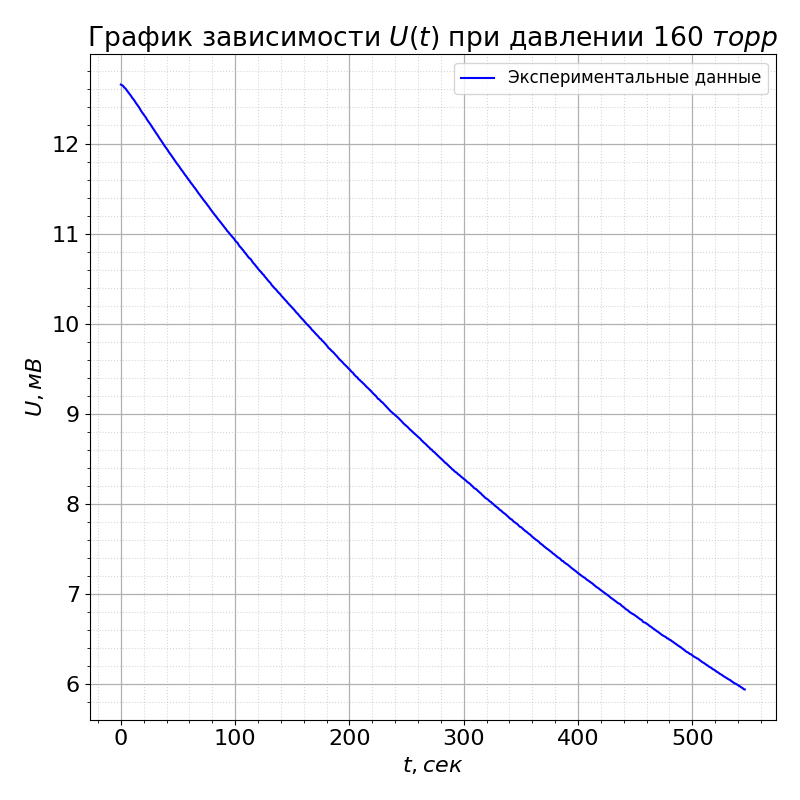 График зависимости U(t) при давлении 160 торр
Экспериментальные данные
12
11
10
9
8
7
6
U, мВ
0 100 200 300 400 500
t, сек